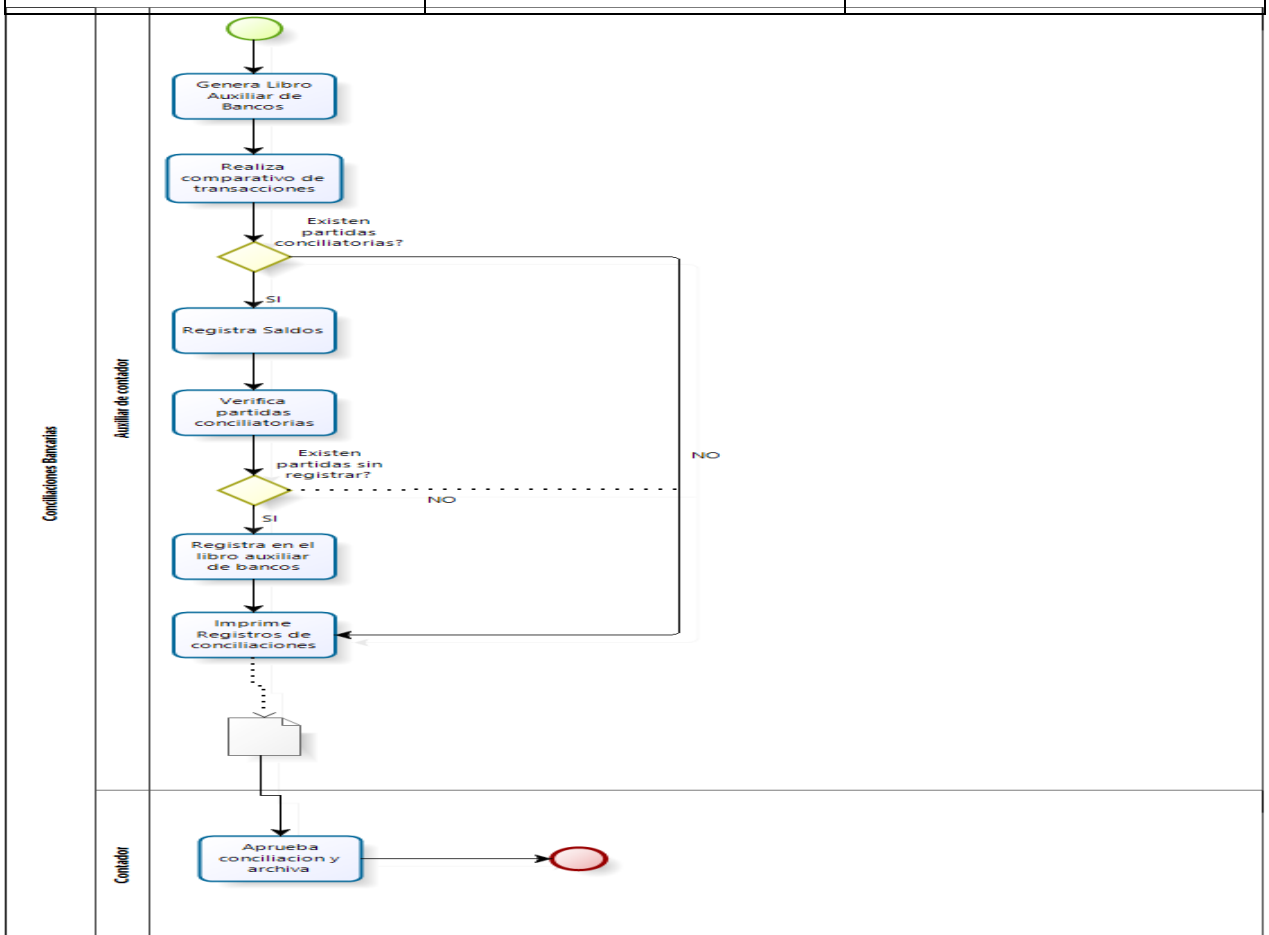 Genera Libro
Auxiliar de
Bancos
Realiza
comparativo de
transacciones
Existen
partidas
conciliatorias?
SI
Registra Saldos
Verifica
partidas
conciliatorias
Existen
partidas sin
registrar?
NO
NO
SI
Registra en el
libro auxiliar
de bancos
Imprime
Registros de
conciliaciones
Auxiliar de contador
Conciliaciones Bancarias
Contador
Aprueba
conciliacion y
archiva